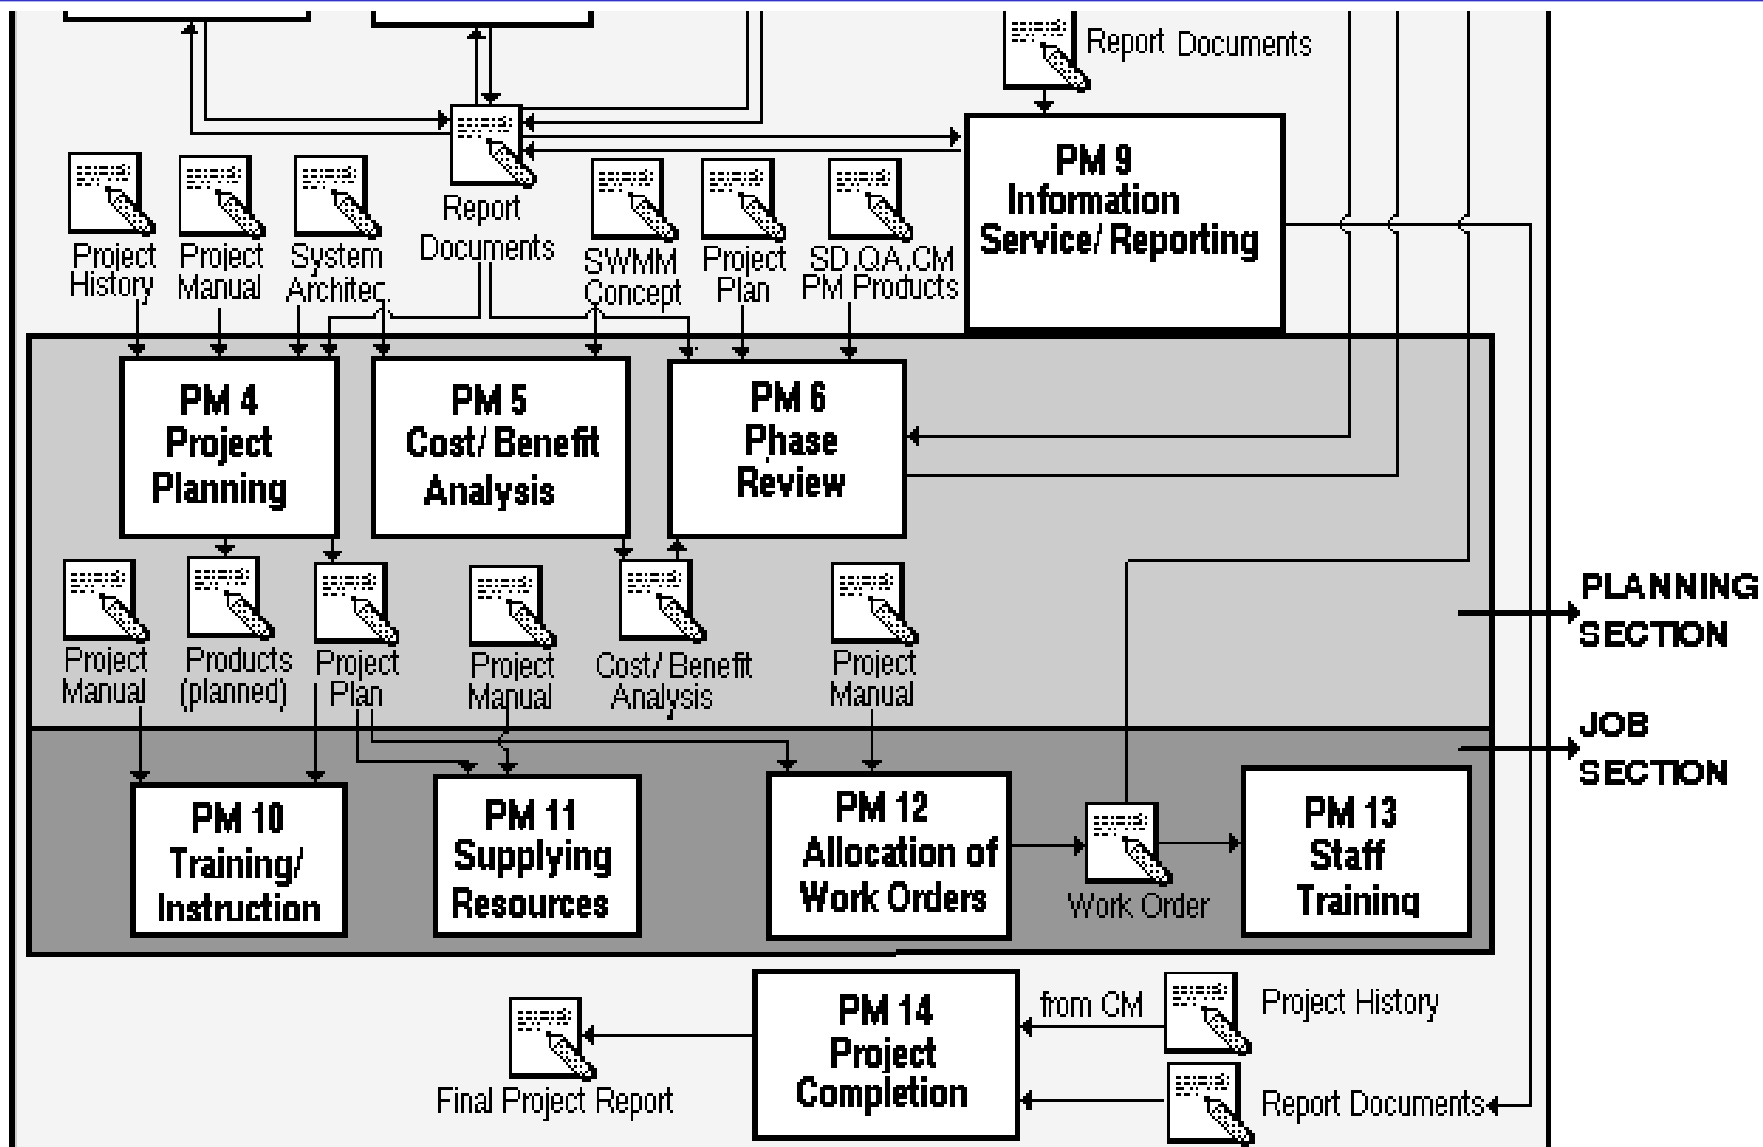 Report Documents
PM 9
Information
Service/ Reporting
Report
Documents
Project
History
Project
Manual
System
Architec.
SWMM
Concept
Project
Plan
SD,QA,CM
PM Products
PM 4
Project
Planning
PM 5
Cost/ Benefit
Analysis
PM 6
Phase
Review
Project
Manual
Products
(planned)
Project
Plan
Project
Manual
Cost/ Benefit
Analysis
Project
Manual
PLANNING
SECTION
JOB
SECTION
PM 10
Training/
Instruction
PM 11
Supplying
Resources
PM 12
Allocation of
Work Orders
Work Order
PM 13
Staff
Training
PM 14
Project
Completion
from CM
Project History
Report Documents
Final Project Report